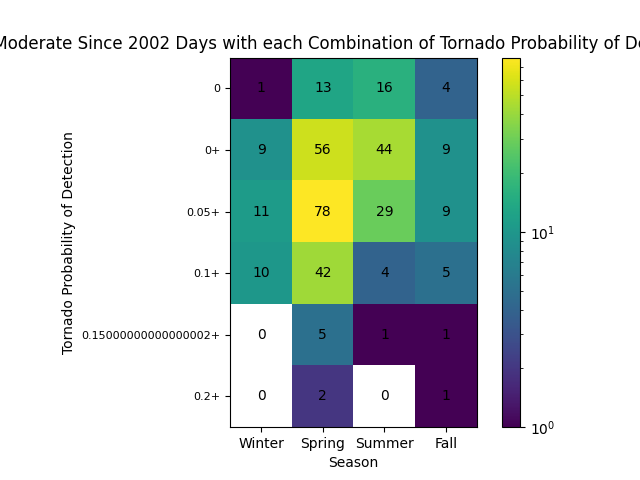 Moderate Since 2002 Days with each Combination of Tornado Probability of De
0 1 13 16 4
0+ 9 56 44 9
0.05+ 11 78 29 9
0.1+ 10 42 4 5
0.15000000000000002+ 0 5 1 1
0.2+ 0 2 0 1
Winter Spring Summer Fall
Season
Tornado Probability of Detection
10¹
10⁰